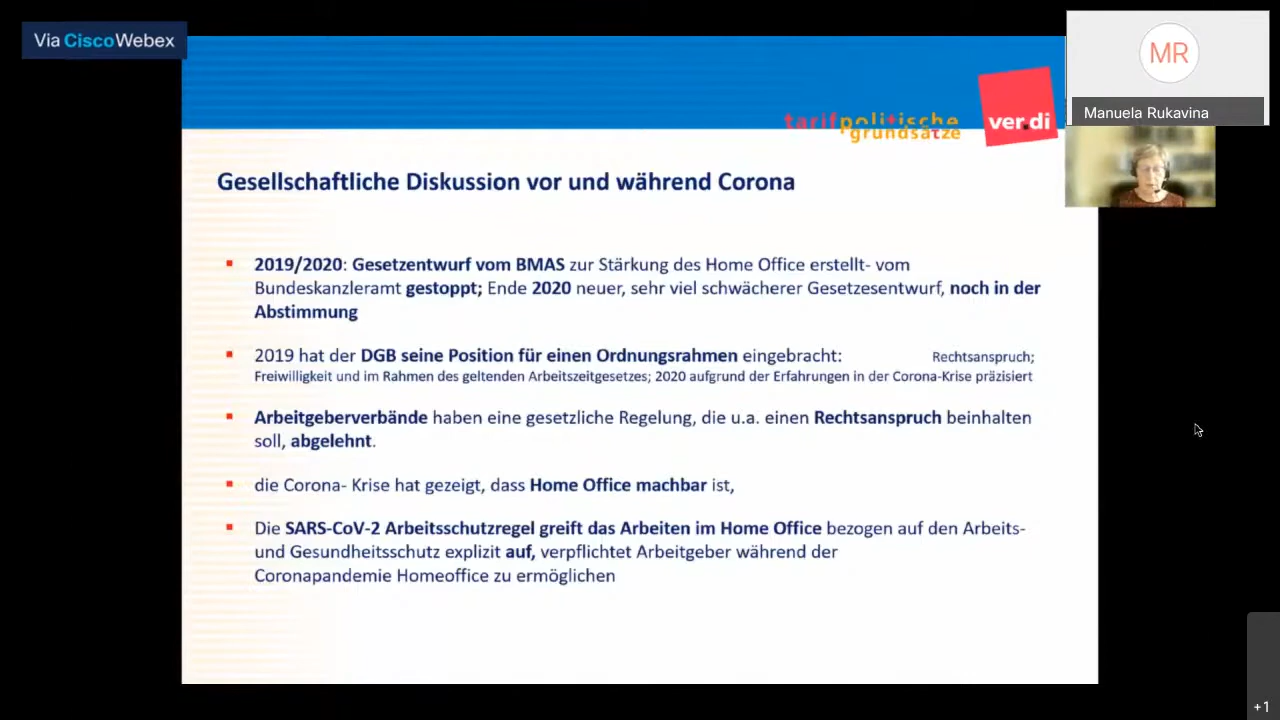 Via Cisco Webex
MR
Manuela Rukavina
tarifpolitische
grundsätze
ver.di
Gesellschaftliche Diskussion vor und während Corona
2019/2020: Gesetzentwurf vom BMAS zur Stärkung des Home Office erstellt- vom
Bundeskanzleramt gestoppt; Ende 2020 neuer, sehr viel schwächerer Gesetzesentwurf, noch in der
Abstimmung
2019 hat der DGB seine Position für einen Ordnungsrahmen eingebracht: Rechtsanspruch;
Freiwilligkeit und im Rahmen des geltenden Arbeitszeitgesetzes; 2020 aufgrund der Erfahrungen in der Corona-Krise präzisiert
Arbeitgeberverbände haben eine gesetzliche Regelung, die u.a. einen Rechtsanspruch beinhalten
soll, abgelehnt.
die Corona- Krise hat gezeigt, dass Home Office machbar ist,
Die SARS-CoV-2 Arbeitsschutzregel greift das Arbeiten im Home Office bezogen auf den Arbeits-
und Gesundheitsschutz explizit auf, verpflichtet Arbeitgeber während der
Coronapandemie Homeoffice zu ermöglichen
+1